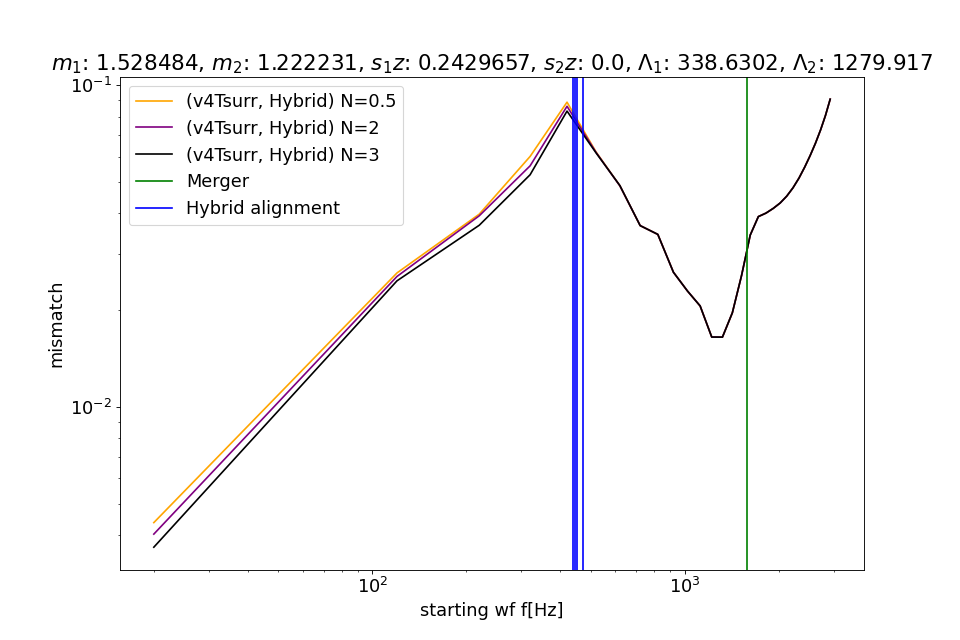 m₁: 1.528484, m₂: 1.222231, s₁z: 0.2429657, s₂z: 0.0, Λ₁: 338.6302, Λ₂: 1279.917
10⁻¹
(v4Tsurr, Hybrid) N=0.5
(v4Tsurr, Hybrid) N=2
(v4Tsurr, Hybrid) N=3
Merger
Hybrid alignment
mismatch
10⁻²
10² 10³
starting wf f[Hz]